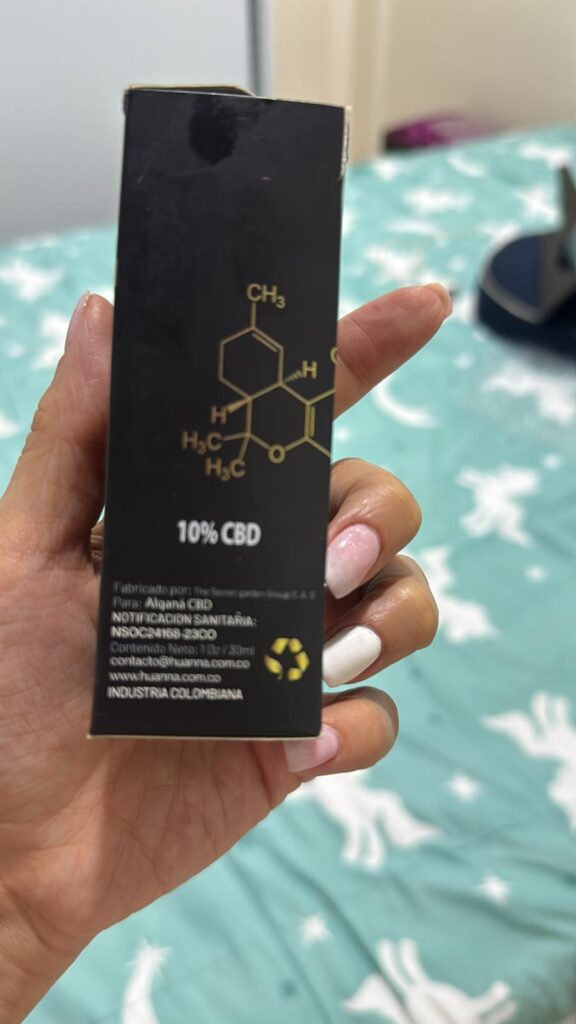 CH3
H
H
H3C
O
H3C
10% CBD
Fabricado por: The Secret garden Group S.A.S
Para: Alqaná CBD
NOTIFICACION SANITARIA:
NSOC24168-23CO
Contenido Neto: 1 Oz / 30ml
contacto@huanna.com.co
www.huanna.com.co
INDUSTRIA COLOMBIANA